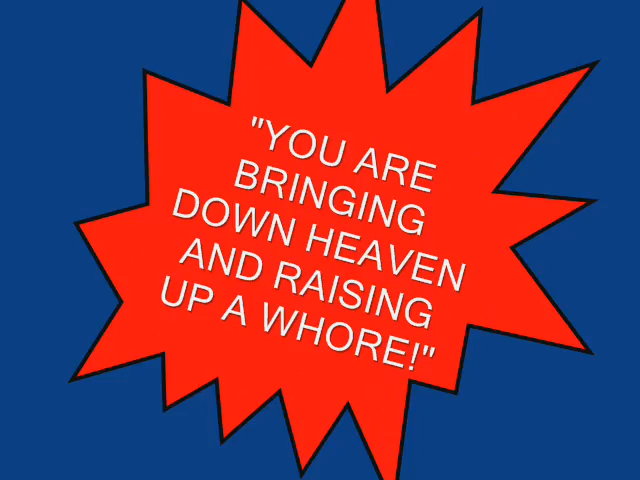 "YOU ARE
BRINGING
DOWN HEAVEN
AND RAISING
UP A WHORE!"